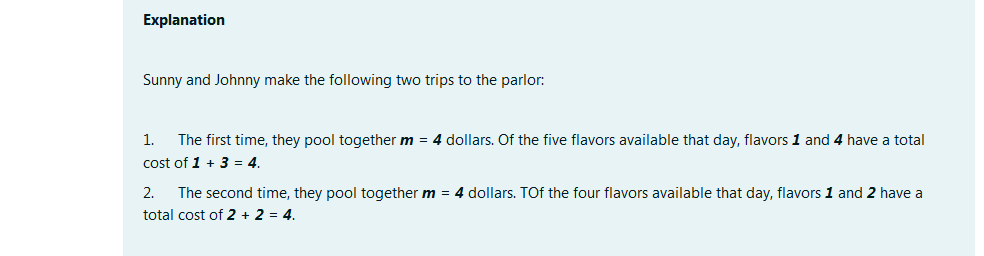 Explanation
Sunny and Johnny make the following two trips to the parlor:
1. The first time, they pool together m = 4 dollars. Of the five flavors available that day, flavors 1 and 4 have a total
cost of 1 + 3 = 4.
2. The second time, they pool together m = 4 dollars. TOf the four flavors available that day, flavors 1 and 2 have a
total cost of 2 + 2 = 4.